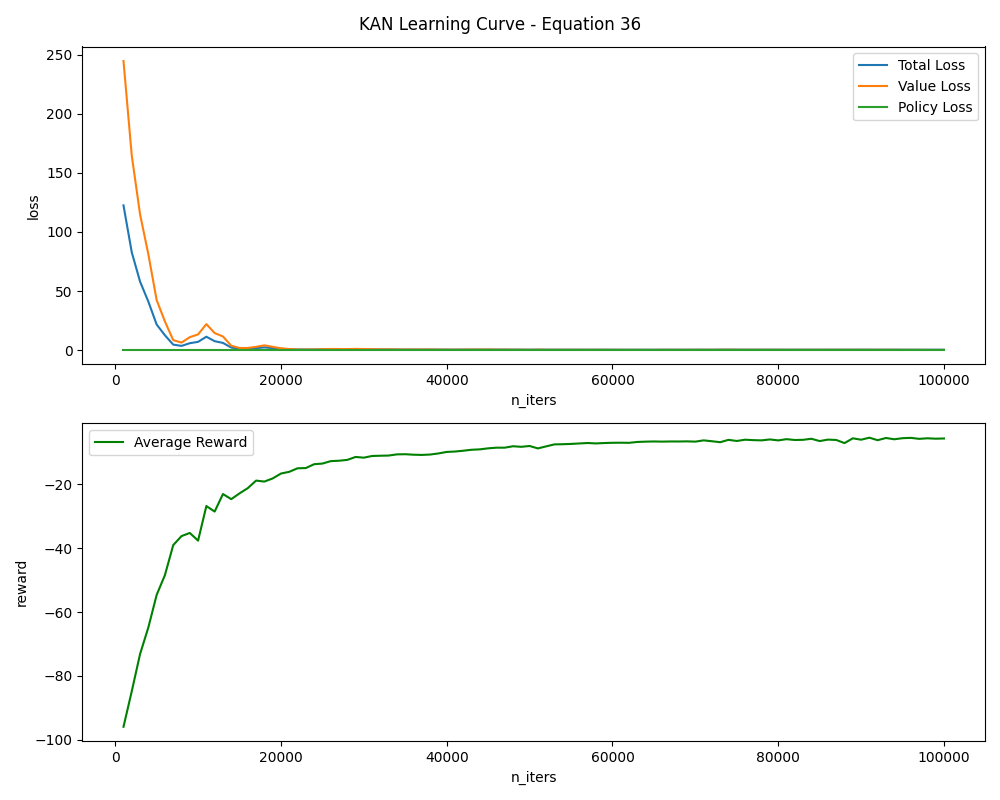 KAN Learning Curve - Equation 36
250
200
150
100
50
0
loss
Total Loss
Value Loss
Policy Loss
0 20000 40000 60000 80000 100000
n_iters
Average Reward
−20
−40
−60
−80
−100
reward
0 20000 40000 60000 80000 100000
n_iters